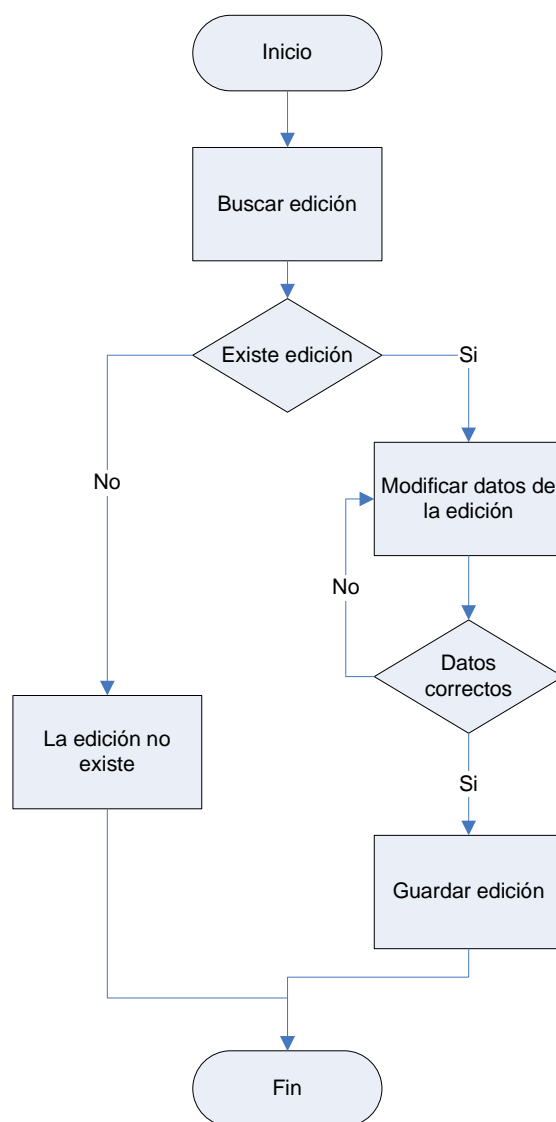 Inicio
Buscar edición
Existe edición
Si
No
Modificar datos de
la edición
No
Datos
correctos
La edición no
existe
Si
Guardar edición
Fin